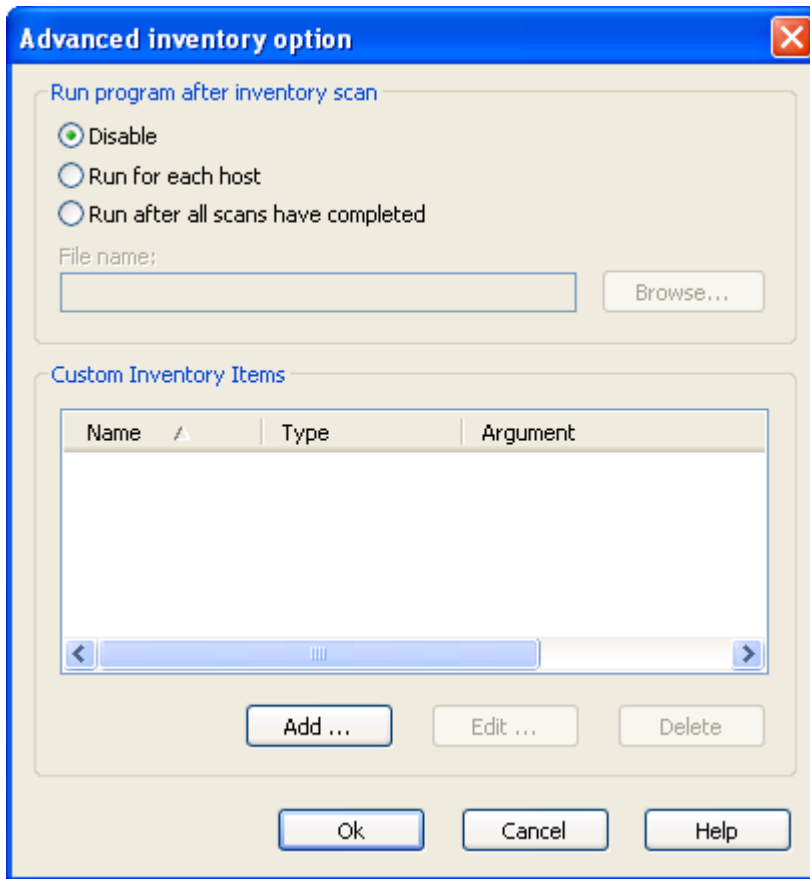 Advanced inventory option
Run program after inventory scan
Disable
Run for each host
Run after all scans have completed
File name:
Browse...
Custom Inventory Items
Name Type Argument
Add ... Edit ... Delete
Ok Cancel Help